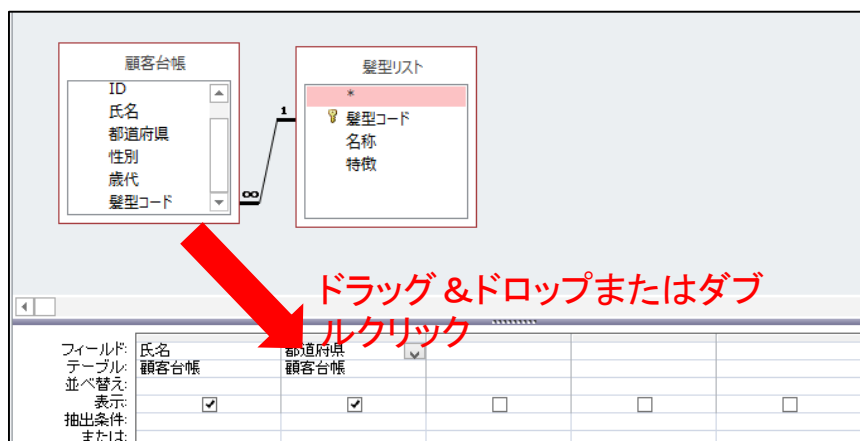 顧客台帳
ID
氏名
都道府県
性別
歳代
髪型コード
髪型リスト
*
髪型コード
名称
特徴
1
∞
ドラッグ&ドロップまたはダブ
ルクリック
フィールド: 氏名 都道府県
テーブル: 顧客台帳 顧客台帳
並べ替え:
表示:
抽出条件:
または: